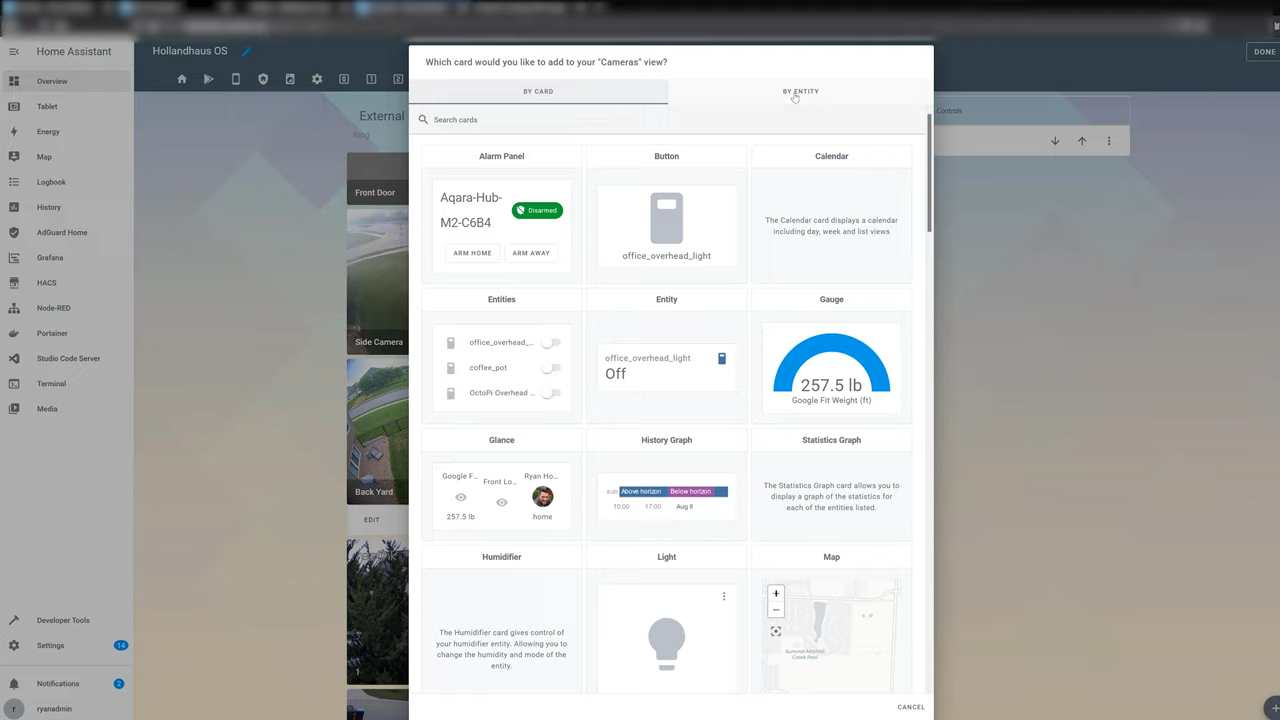 Home Assistant
Hollandhaus OS
DONE
Overview
Tablet
Energy
Map
Logbook
History
AdGuard Home
Grafana
HACS
Node-RED
Portainer
Studio Code Server
Terminal
Media
Developer Tools
Settings
14
Notifications
2
r
ryanadmin
External
Ring
Front Door
Side Camera
Back Yard
EDIT
Controls
Which card would you like to add to your "Cameras" view?
BY CARD
BY ENTITY
Search cards
Alarm Panel
Aqara-Hub-
M2-C6B4
Disarmed
ARM HOME
ARM AWAY
Button
office_overhead_light
Calendar
The Calendar card displays a calendar
including day, week and list views
Entities
office_overhead_...
coffee_pot
OctoPi Overhead ...
Entity
office_overhead_light
Off
Gauge
257.5 lb
Google Fit Weight (ft)
Glance
Google F...
Front Lo...
Ryan Ho...
257.5 lb
home
History Graph
sun
Above horizon
Below horizon
10:00
17:00
Aug 8
Statistics Graph
The Statistics Graph card allows you to
display a graph of the statistics for
each of the entities listed.
Humidifier
The Humidifier card gives control of
your humidifier entity. Allowing you to
change the humidity and mode of the
entity.
Light
Map
+
−
Creek Pool
CANCEL